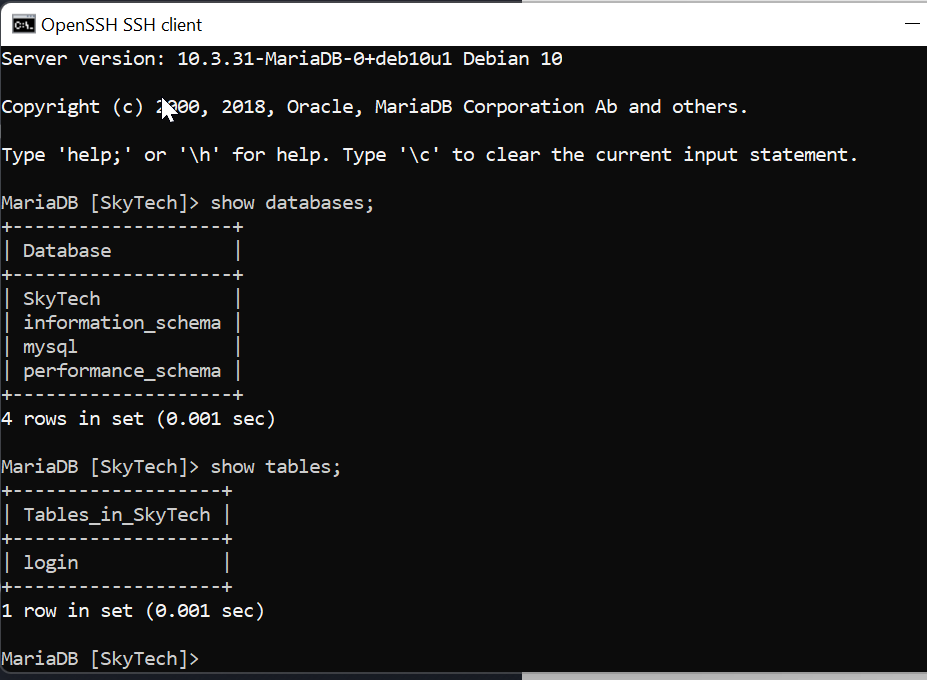 OpenSSH SSH client
Server version: 10.3.31-MariaDB-0+deb10u1 Debian 10
Copyright (c) 2000, 2018, Oracle, MariaDB Corporation Ab and others.
Type 'help;' or '\h' for help. Type '\c' to clear the current input statement.
MariaDB [SkyTech]> show databases;
+--------------------+
| Database           |
+--------------------+
| SkyTech            |
| information_schema |
| mysql              |
| performance_schema |
+--------------------+
4 rows in set (0.001 sec)
MariaDB [SkyTech]> show tables;
+-------------------+
| Tables_in_SkyTech |
+-------------------+
| login             |
+-------------------+
1 row in set (0.001 sec)
MariaDB [SkyTech]>